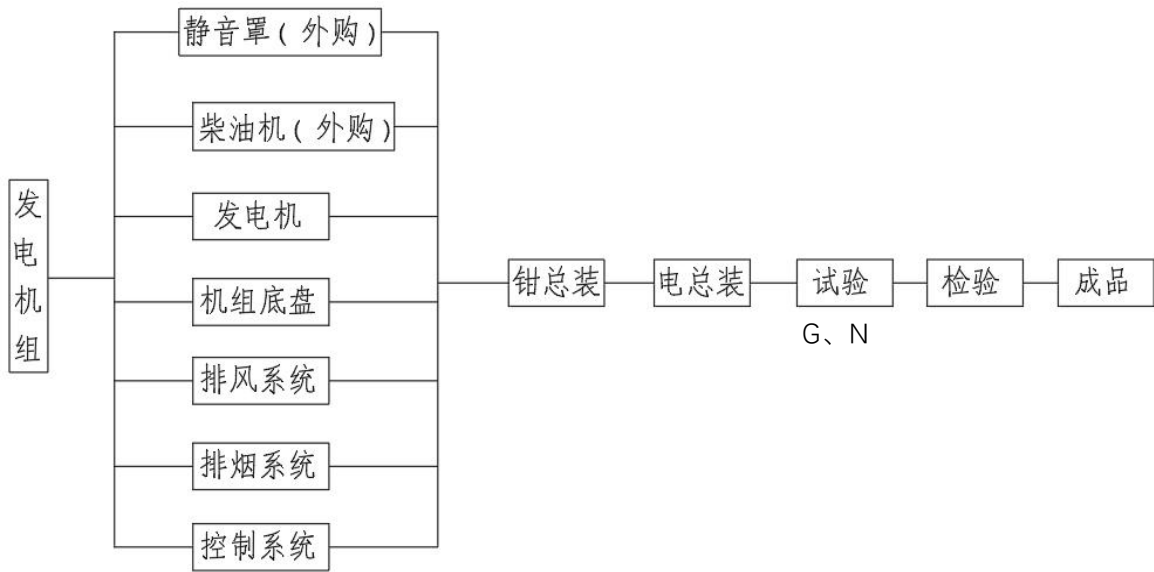 发电机组
静音罩(外购)
柴油机(外购)
发电机
机组底盘
排风系统
排烟系统
控制系统
钳总装
电总装
试验
G、N
检验
成品